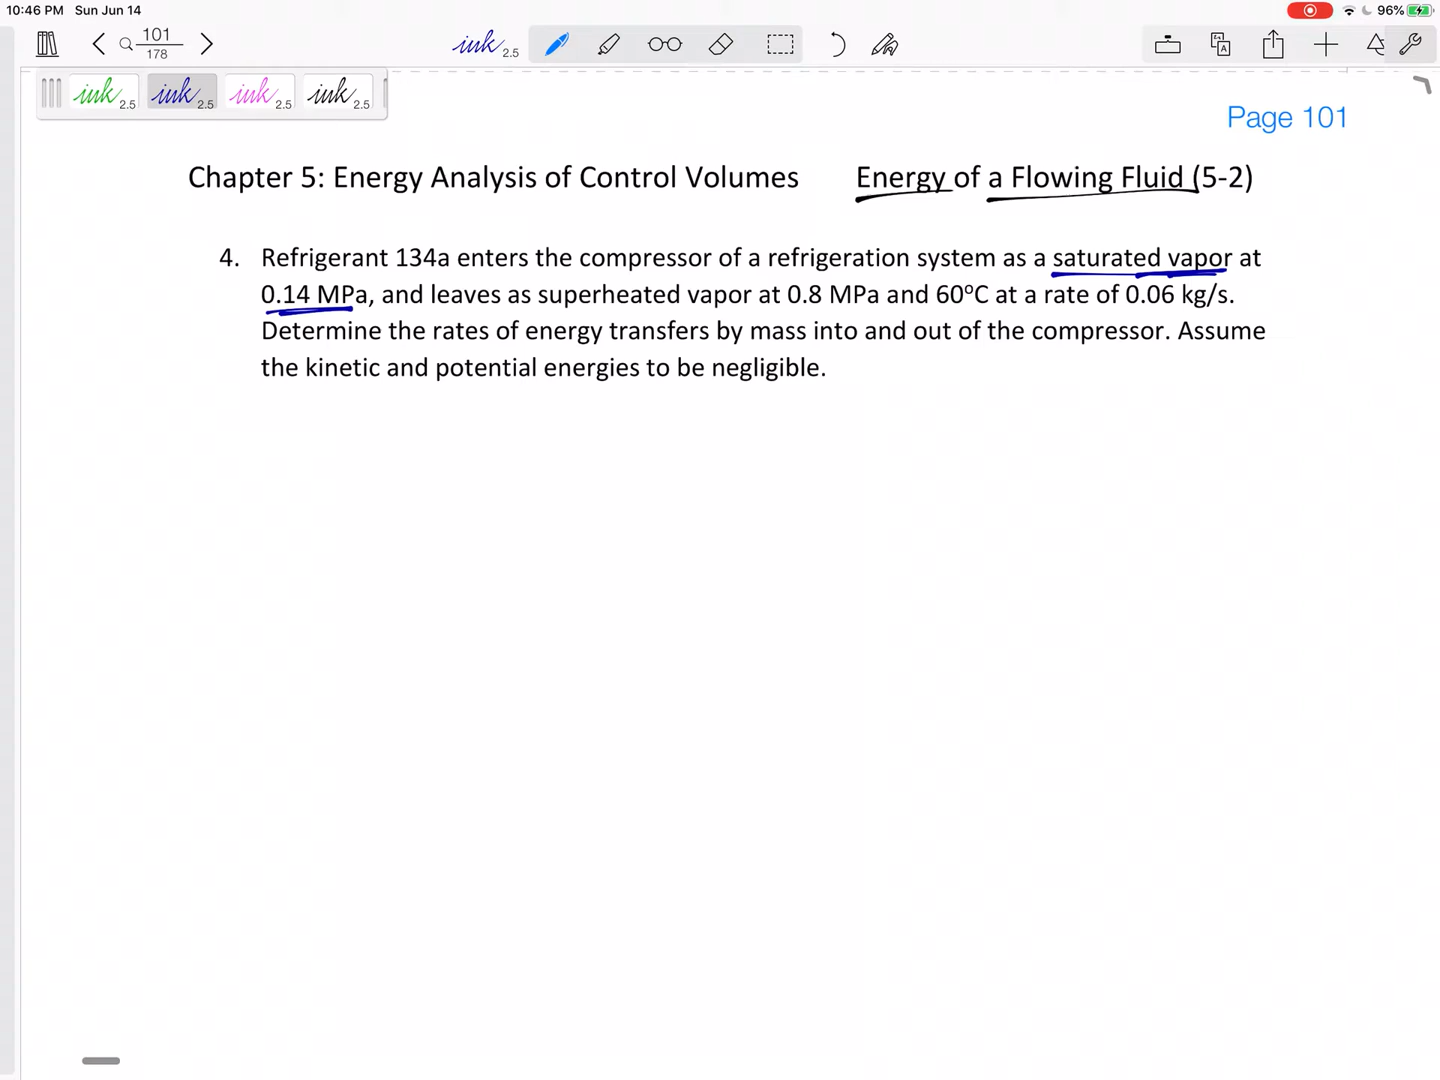 10:46 PM Sun Jun 14
96%
101
178
ink 2.5
ink 2.5
ink 2.5
ink 2.5
ink 2.5
Page 101
Chapter 5: Energy Analysis of Control Volumes Energy of a Flowing Fluid (5-2)
4. Refrigerant 134a enters the compressor of a refrigeration system as a saturated vapor at
0.14 MPa, and leaves as superheated vapor at 0.8 MPa and 60°C at a rate of 0.06 kg/s.
Determine the rates of energy transfers by mass into and out of the compressor. Assume
the kinetic and potential energies to be negligible.